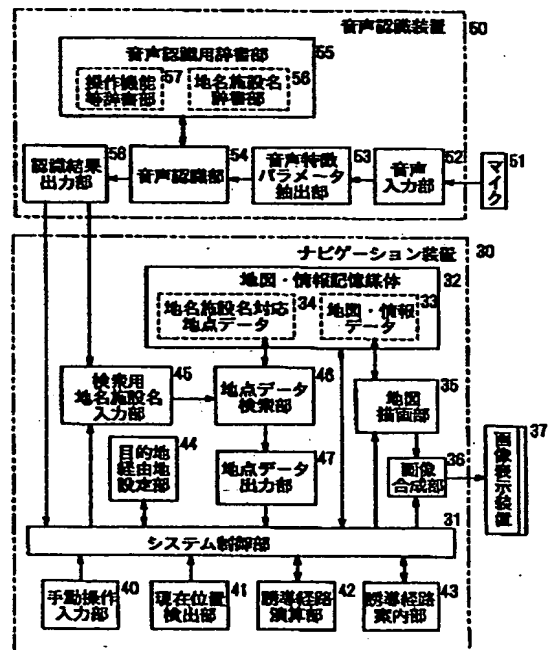 音声認識装置 50
音声認識用辞書部 55
操作機能
等辞書部 57
地名施設名
辞書部 56
認識結果
出力部 58
音声認識部 54
音声特徴
パラメータ
抽出部 53
音声
入力部 52
マイク 51
ナビゲーション装置 30
地図・情報記憶媒体 32
地名施設名対応
地点データ 34
地図・情報
データ 33
検索用
地名施設名
入力部 45
地点データ
検索部 46
地図
描画部 35
目的地
経由地
設定部 44
地点データ
出力部 47
画像
合成部 36
画像表示装置 37
システム制御部 31
手動操作
入力部 40
現在位置
検出部 41
誘導経路
演算部 42
誘導経路
案内部 43